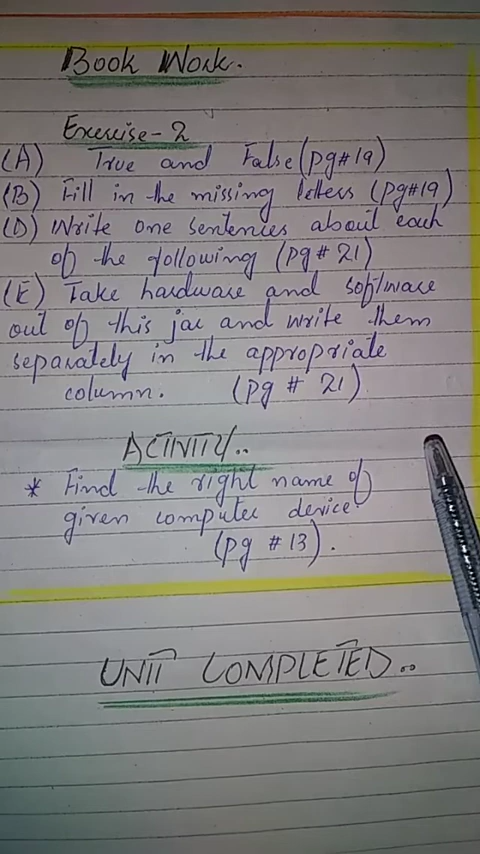 Book Work.
Exercise-2
(A) True and False (pg#19)
(B) Fill in the missing letters (pg#19)
(D) Write one sentences about each
of the following (pg # 21)
(E) Take hardware and software
out of this jar and write them
separately in the appropriate
column. (pg # 21)
ACTIVITY..
* Find the right name of
given computer device.
(pg # 13).
UNIT COMPLETED..